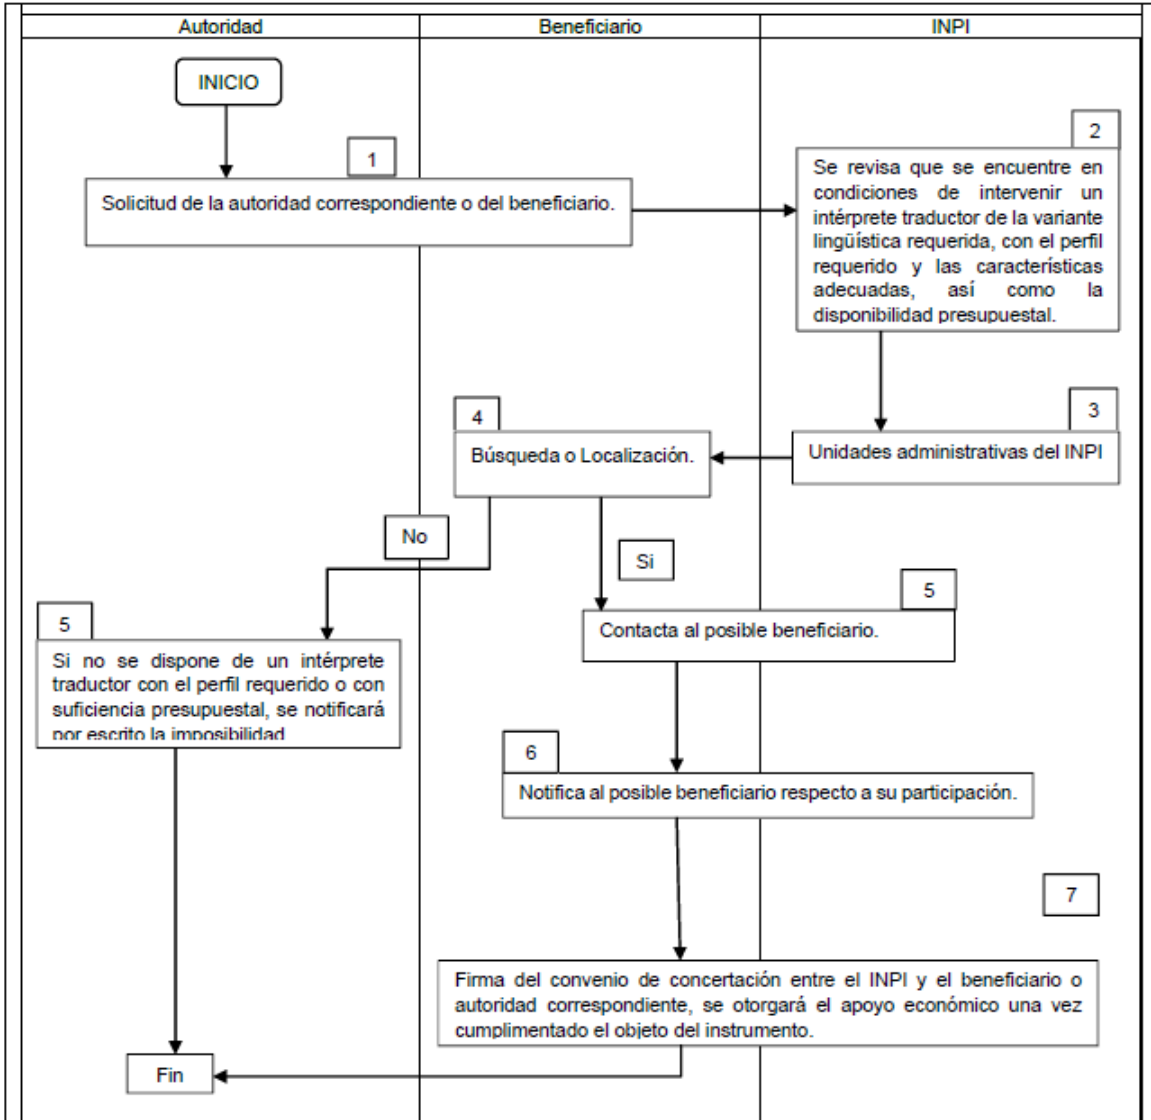 Autoridad
Beneficiario
INPI
INICIO
1
Solicitud de la autoridad correspondiente o del beneficiario.
2
Se revisa que se encuentre en
condiciones de intervenir un
intérprete traductor de la variante
lingüística requerida, con el perfil
requerido y las características
adecuadas, así como la
disponibilidad presupuestal.
3
Unidades administrativas del INPI
4
Búsqueda o Localización.
No
Si
5
Si no se dispone de un intérprete
traductor con el perfil requerido o con
suficiencia presupuestal, se notificará
por escrito la imposibilidad
5
Contacta al posible beneficiario.
6
Notifica al posible beneficiario respecto a su participación.
7
Firma del convenio de concertación entre el INPI y el beneficiario o
autoridad correspondiente, se otorgará el apoyo económico una vez
cumplimentado el objeto del instrumento.
Fin